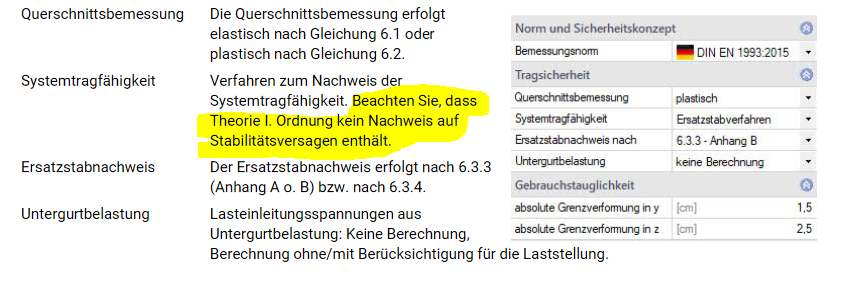 Querschnittsbemessung
Die Querschnittsbemessung erfolgt
elastisch nach Gleichung 6.1 oder
plastisch nach Gleichung 6.2.
Systemtragfähigkeit
Verfahren zum Nachweis der
Systemtragfähigkeit. Beachten Sie, dass
Theorie I. Ordnung kein Nachweis auf
Stabilitätsversagen enthält.
Ersatzstabnachweis
Der Ersatzstabnachweis erfolgt nach 6.3.3
(Anhang A o. B) bzw. nach 6.3.4.
Untergurtbelastung
Lasteinleitungsspannungen aus
Untergurtbelastung: Keine Berechnung,
Berechnung ohne/mit Berücksichtigung für die Laststellung.
Norm und Sicherheitskonzept
Bemessungsnorm DIN EN 1993:2015
Tragsicherheit
Querschnittsbemessung plastisch
Systemtragfähigkeit Ersatzstabverfahren
Ersatzstabnachweis nach 6.3.3 - Anhang B
Untergurtbelastung keine Berechnung
Gebrauchstauglichkeit
absolute Grenzverformung in y [cm] 1,5
absolute Grenzverformung in z [cm] 2,5